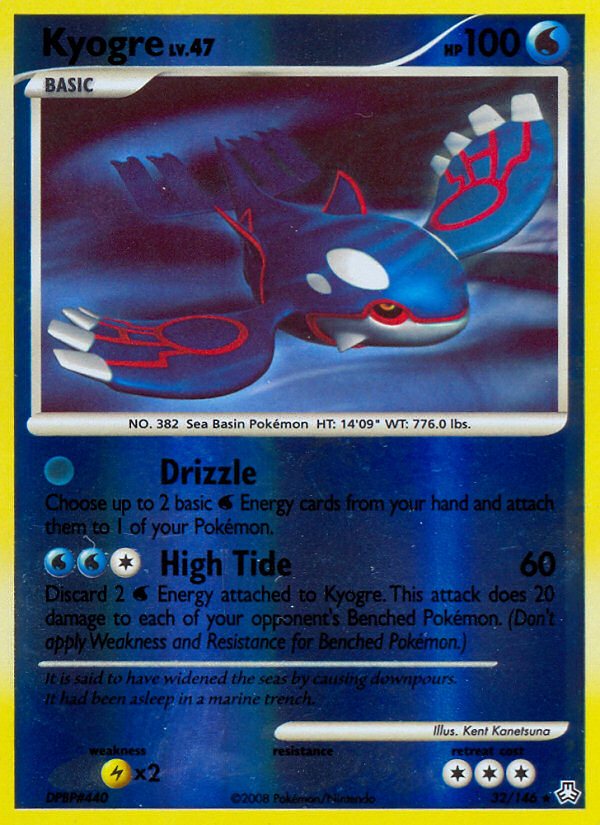 Kyogre LV.47 HP 100
BASIC
NO. 382 Sea Basin Pokémon HT: 14'09" WT: 776.0 lbs.
Drizzle
Choose up to 2 basic Energy cards from your hand and attach
them to 1 of your Pokémon.
High Tide 60
Discard 2 Energy attached to Kyogre. This attack does 20
damage to each of your opponent's Benched Pokémon. (Don't
apply Weakness and Resistance for Benched Pokémon.)
It is said to have widened the seas by causing downpours.
It had been asleep in a marine trench.
Illus. Kent Kanetsuna
weakness resistance retreat cost
x2
DPBP#440 ©2008 Pokémon/Nintendo 32/146 ★